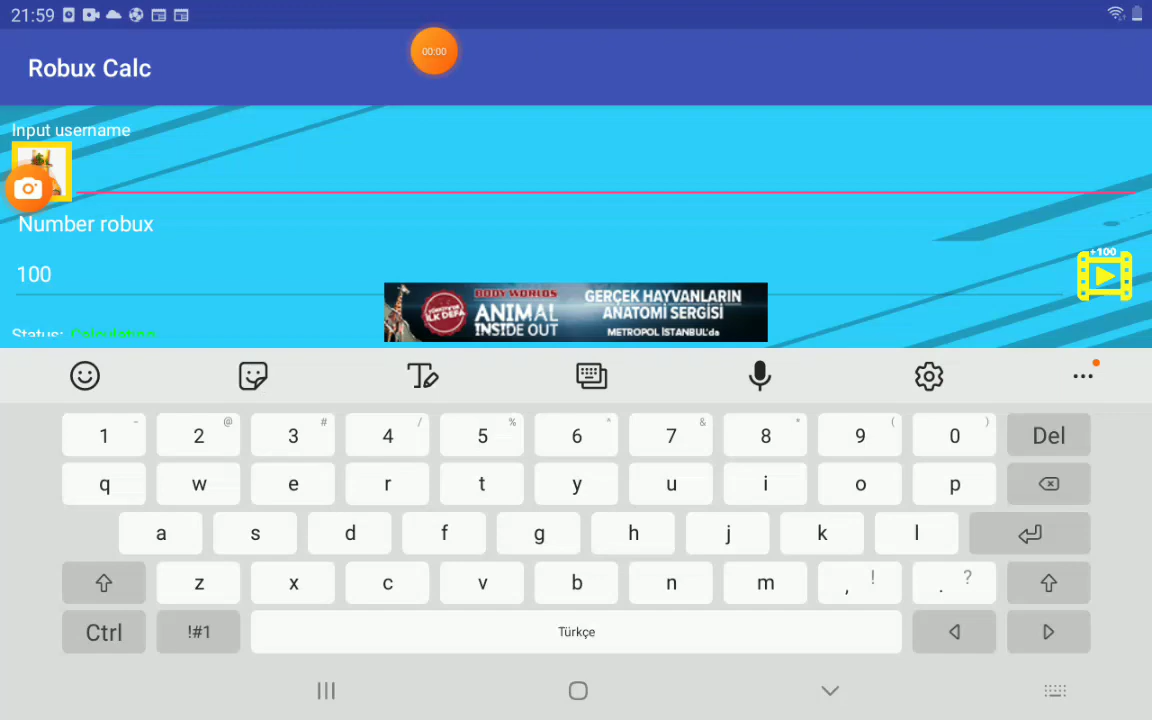 21:59
00:00
Robux Calc
Input username
Number robux
+100
100
BODY WORLDS
ANIMAL
INSIDE OUT
GERÇEK HAYVANLARIN
ANATOMİ SERGİSİ
METROPOL İSTANBUL'da
Status: Calculation
1 - 2 @ 3 # 4 / 5 % 6 ^ 7 & 8 * 9 ( 0 ) Del
q w e r t y u i o p
a s d f g h j k l
z x c v b n m , ! . ?
Ctrl !#1 Türkçe